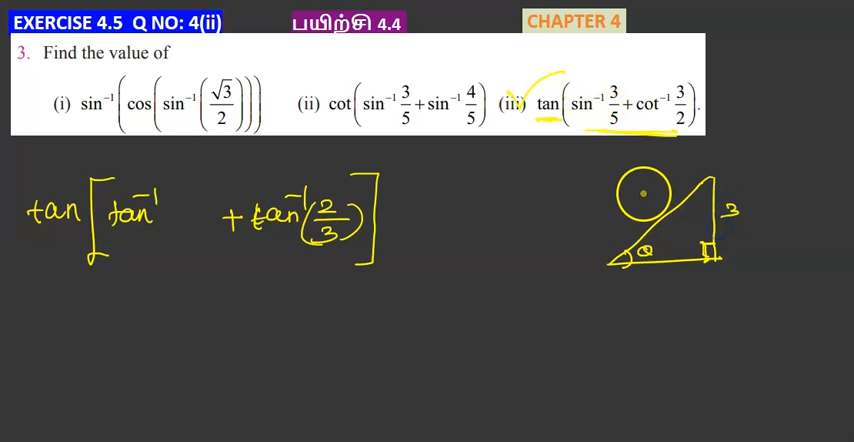 EXERCISE 4.5 Q NO: 4(ii) பயிற்சி 4.4 CHAPTER 4
3. Find the value of
(i) sin⁻¹(cos(sin⁻¹(√3/2))) (ii) cot(sin⁻¹ 3/5 + sin⁻¹ 4/5) (iii) tan(sin⁻¹ 3/5 + cot⁻¹ 3/2).
tan[tan⁻¹ + tan⁻¹(2/3)]
3
θ